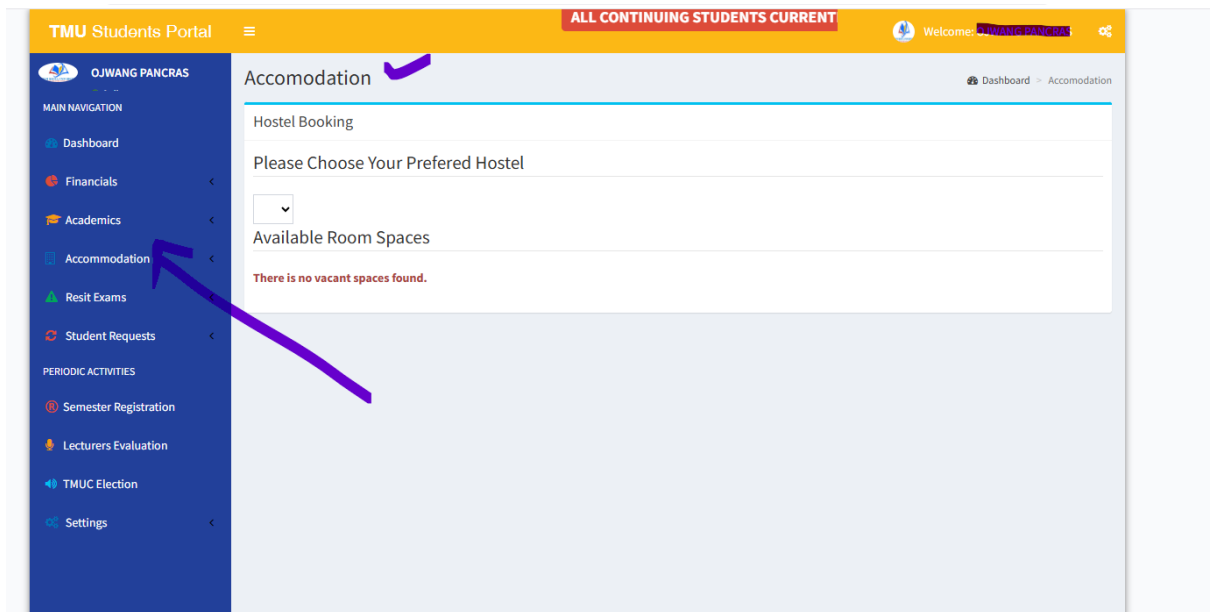 TMU Students Portal
ALL CONTINUING STUDENTS CURRENT
Welcome: OJWANG PANCRAS
OJWANG PANCRAS
MAIN NAVIGATION
Dashboard
Financials
Academics
Accommodation
Resit Exams
Student Requests
PERIODIC ACTIVITIES
Semester Registration
Lecturers Evaluation
TMUC Election
Settings
Accomodation
Dashboard > Accomodation
Hostel Booking
Please Choose Your Prefered Hostel
Available Room Spaces
There is no vacant spaces found.